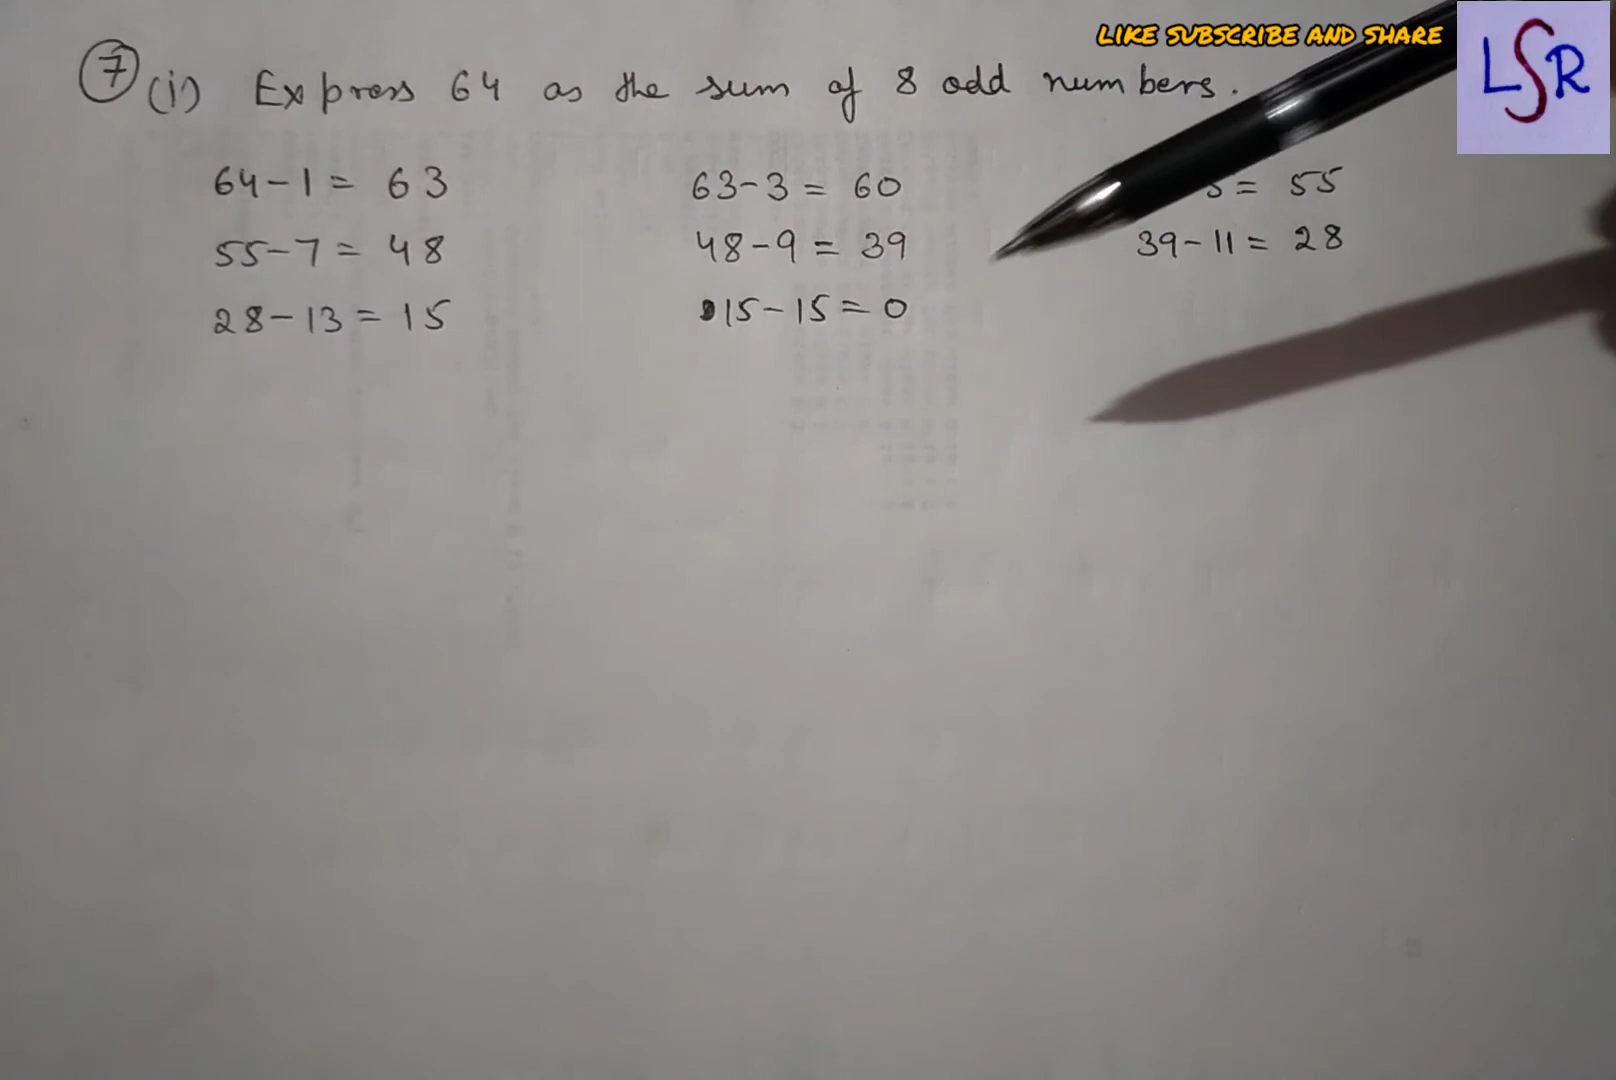 LIKE SUBSCRIBE AND SHARE
LSR
7 (i) Express 64 as the sum of 8 odd numbers.
64-1 = 63 63-3 = 60 5 = 55
55-7 = 48 48-9 = 39 39-11 = 28
28-13 = 15 15-15 = 0